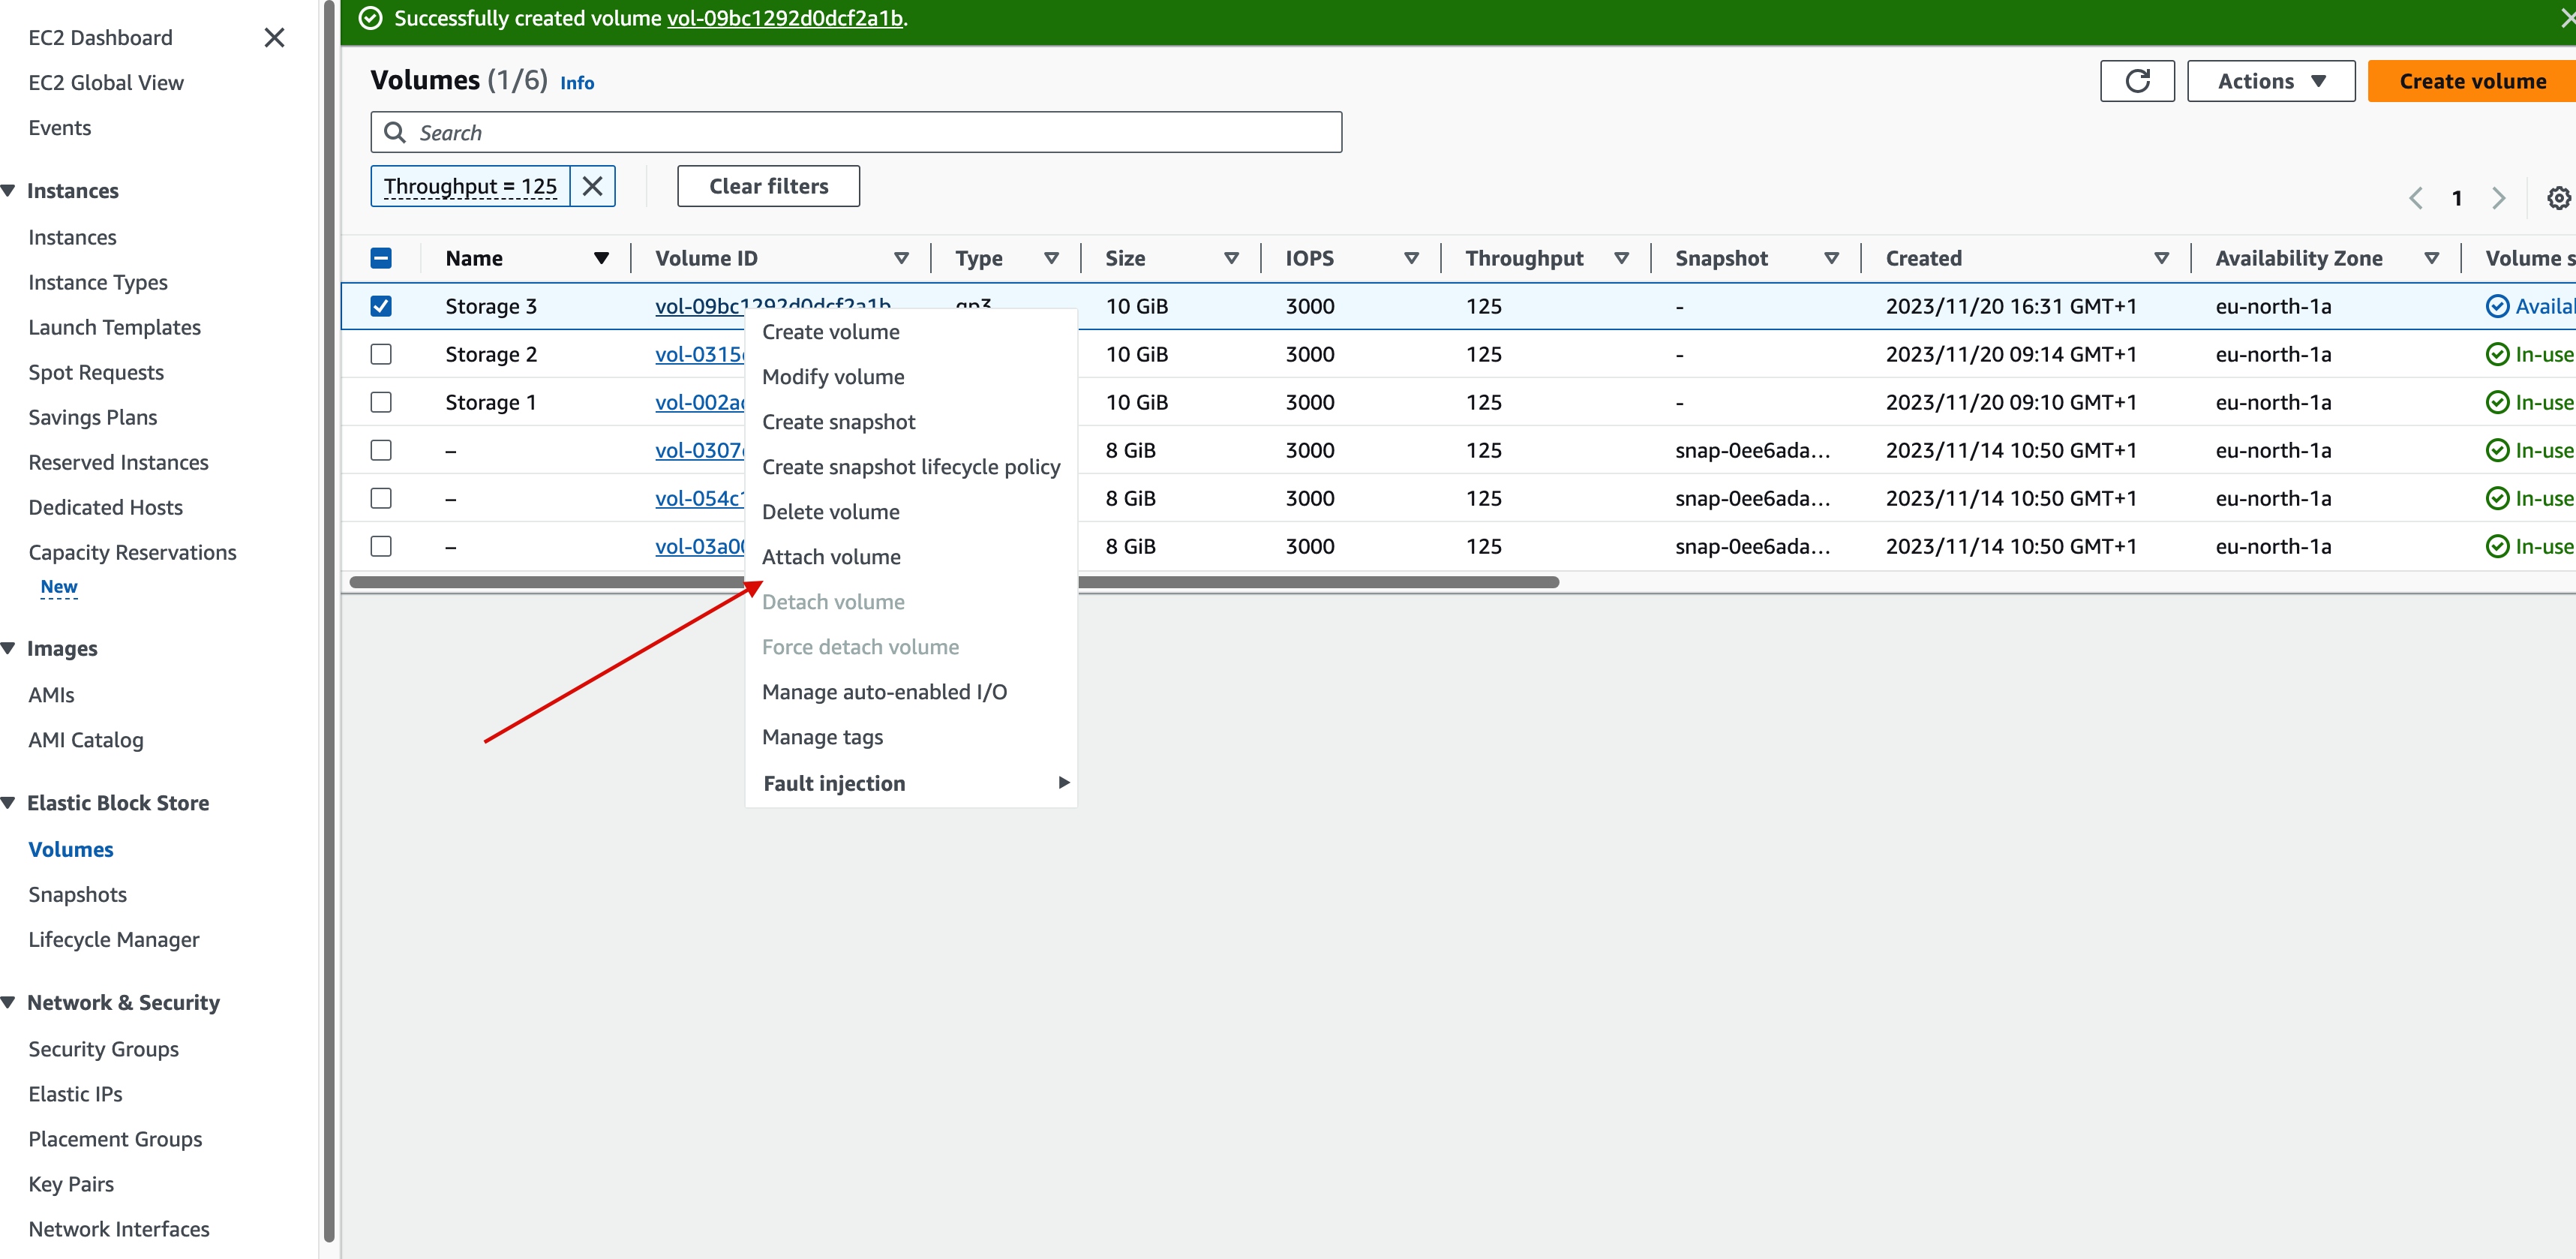 EC2 Dashboard
EC2 Global View
Events
Instances
Instances
Instance Types
Launch Templates
Spot Requests
Savings Plans
Reserved Instances
Dedicated Hosts
Capacity Reservations
New
Images
AMIs
AMI Catalog
Elastic Block Store
Volumes
Snapshots
Lifecycle Manager
Network & Security
Security Groups
Elastic IPs
Placement Groups
Key Pairs
Network Interfaces
Successfully created volume vol-09bc1292d0dcf2a1b.
Volumes (1/6) Info
Actions
Create volume
Search
Throughput = 125
Clear filters
1
Name Volume ID Type Size IOPS Throughput Snapshot Created Availability Zone Volume s
Storage 3 vol-09bc1292d0dcf2a1b gp3 10 GiB 3000 125 - 2023/11/20 16:31 GMT+1 eu-north-1a Availa
Storage 2 vol-0315 10 GiB 3000 125 - 2023/11/20 09:14 GMT+1 eu-north-1a In-use
Storage 1 vol-002a 10 GiB 3000 125 - 2023/11/20 09:10 GMT+1 eu-north-1a In-use
– vol-0307 8 GiB 3000 125 snap-0ee6ada... 2023/11/14 10:50 GMT+1 eu-north-1a In-use
– vol-054c 8 GiB 3000 125 snap-0ee6ada... 2023/11/14 10:50 GMT+1 eu-north-1a In-use
– vol-03a0 8 GiB 3000 125 snap-0ee6ada... 2023/11/14 10:50 GMT+1 eu-north-1a In-use
Create volume
Modify volume
Create snapshot
Create snapshot lifecycle policy
Delete volume
Attach volume
Detach volume
Force detach volume
Manage auto-enabled I/O
Manage tags
Fault injection